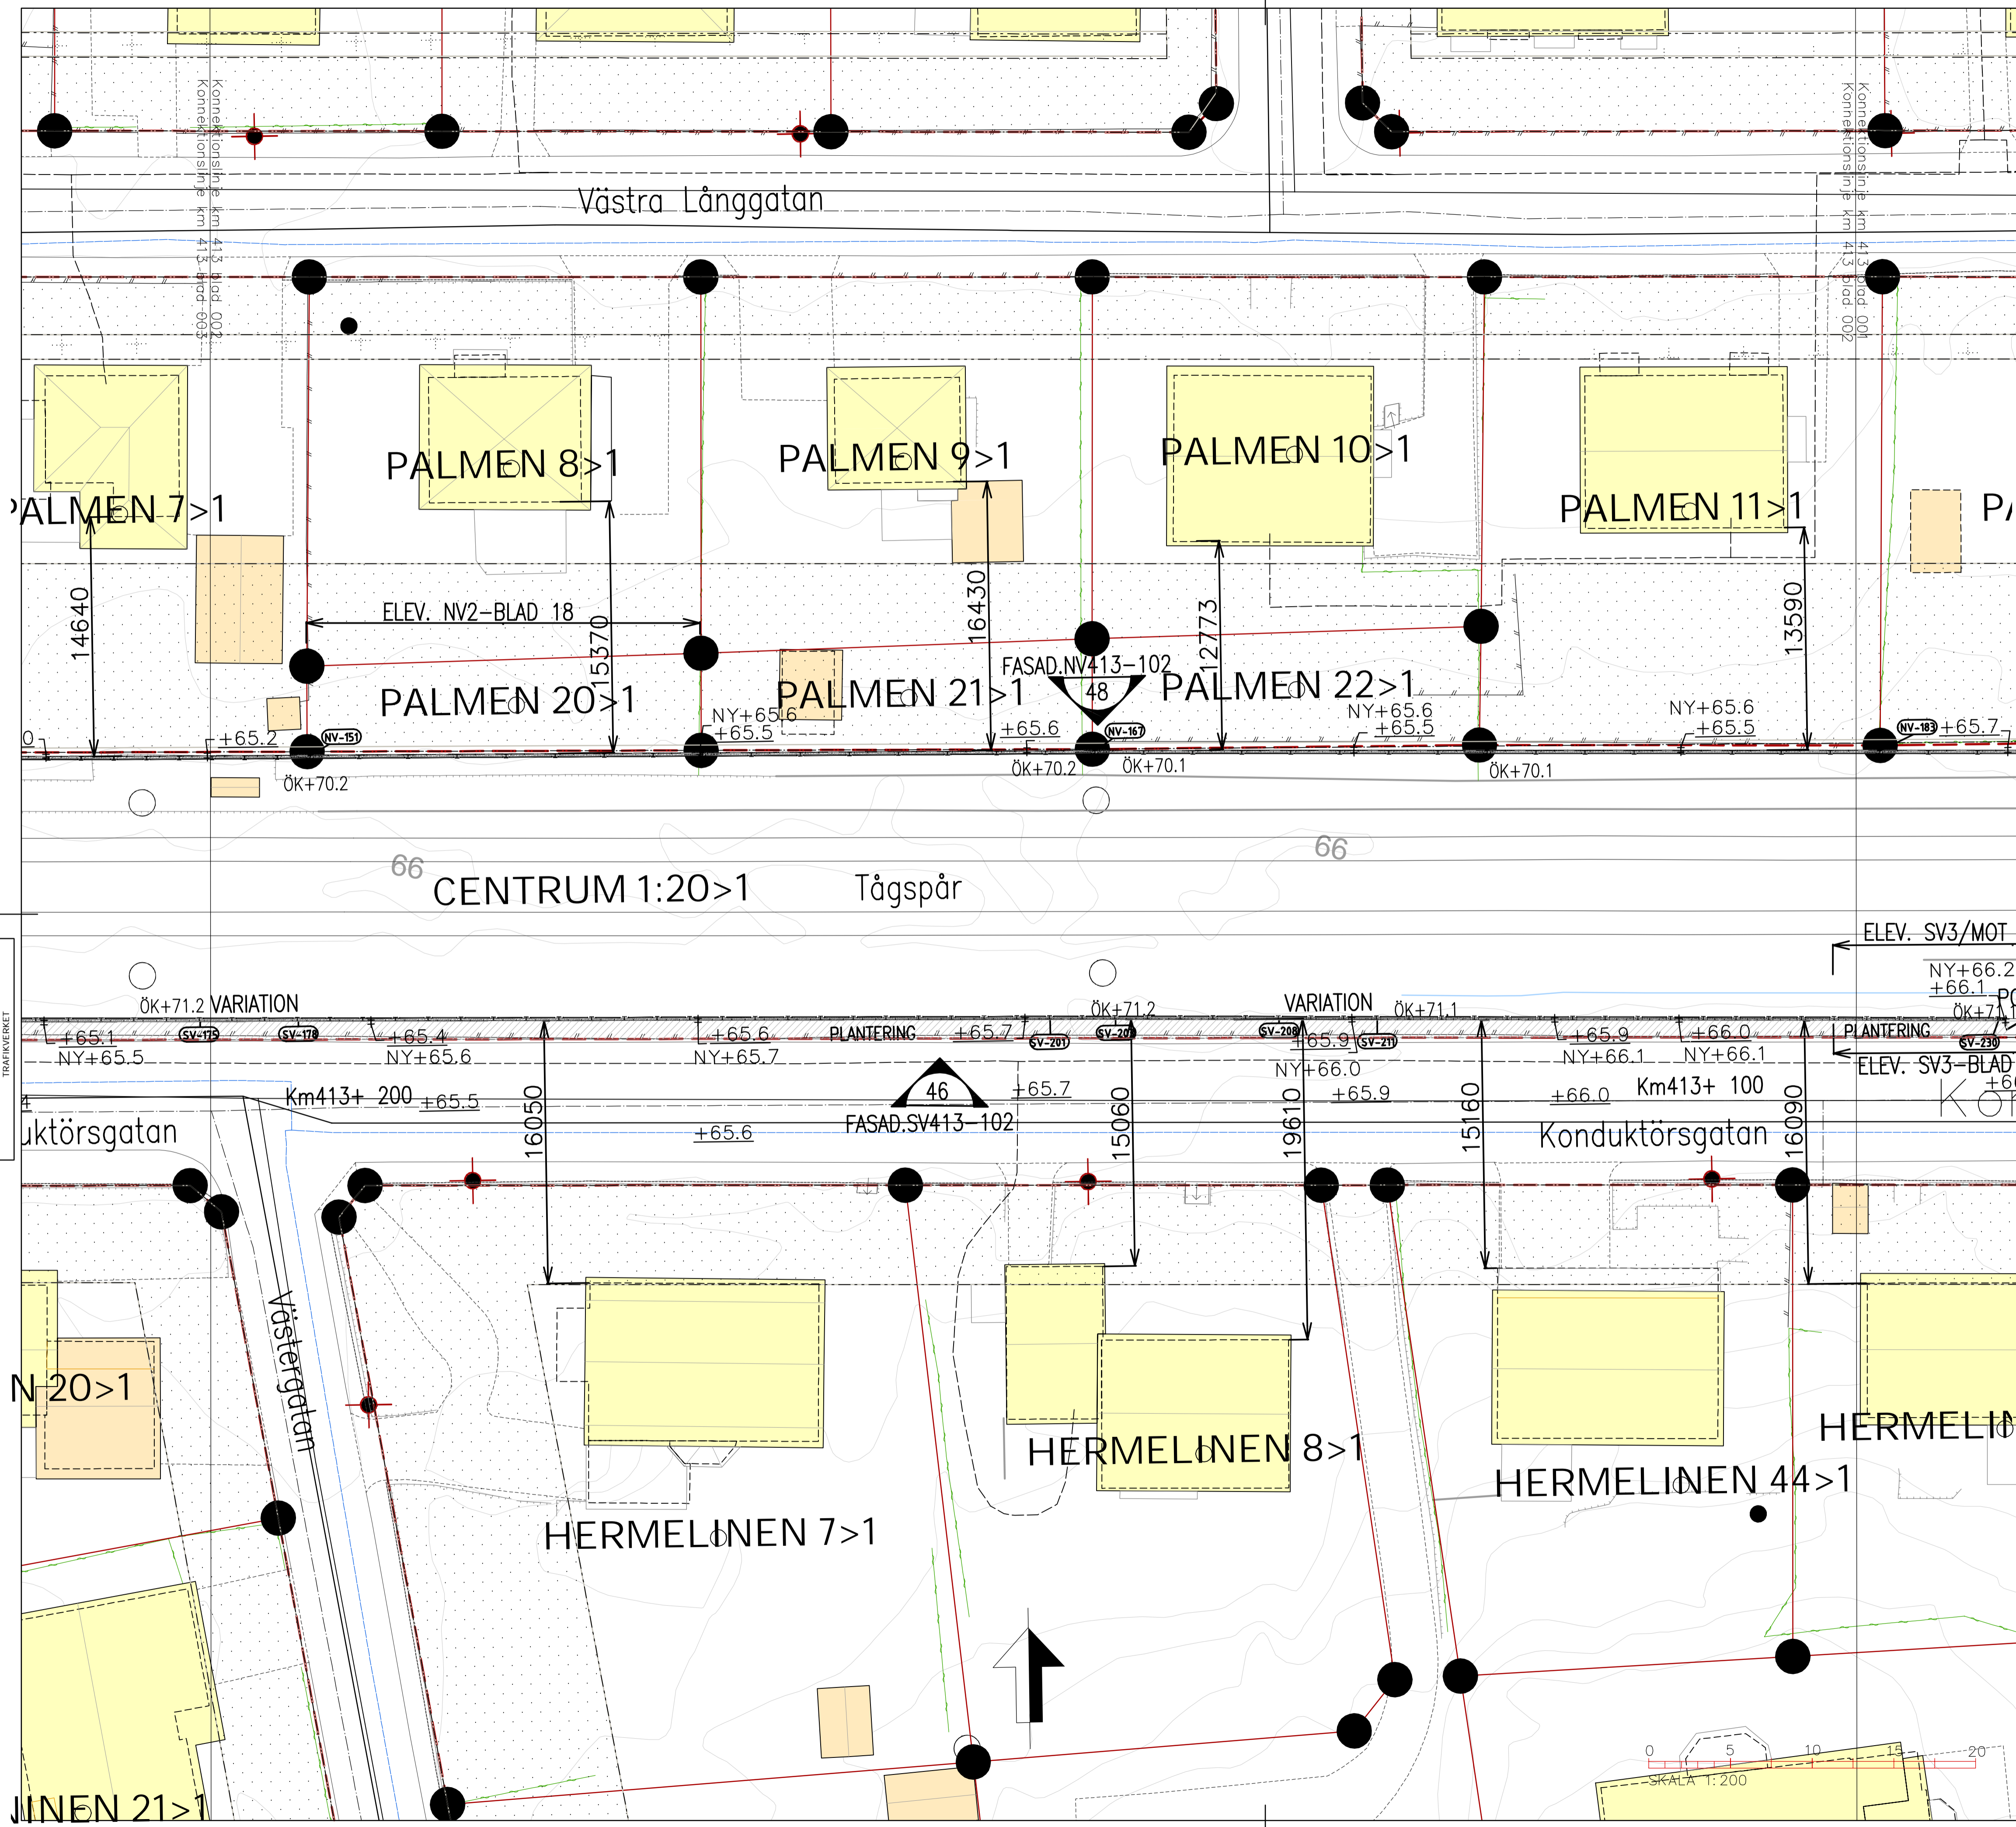 Konnektionslinje km 413 blad 002
Konnektionslinje km 413 blad 003
Konnektionslinje km 413 blad 001
Konnektionslinje km 413 blad 002
Västra Långgatan
PALMEN 7>1
PALMEN 8>1
PALMEN 9>1
PALMEN 10>1
PALMEN 11>1
14640
ELEV. NV2-BLAD 18
15370
16430
12773
13590
FASAD.NV413-102
48
PALMEN 20>1
PALMEN 21>1
PALMEN 22>1
+65.2
NV-151
NY+65.6
+65.5
+65.6
NV-167
NY+65.6
+65.5
NY+65.6
+65.5
NV-183
+65.7
ÖK+70.2
ÖK+70.2
ÖK+70.1
ÖK+70.1
66
66
CENTRUM 1:20>1
Tågspår
TRAFIKVERKET
ELEV. SV3/MOT
NY+66.2
+66.1
ÖK+71.2
VARIATION
ÖK+71.2
VARIATION
ÖK+71.1
ÖK+71.1
+65.1
NY+65.5
SV-175
SV-178
+65.4
NY+65.6
+65.6
NY+65.7
PLANTERING
+65.7
SV-201
SV-208
+65.9
NY+66.0
SV-211
+65.9
NY+66.1
+66.0
NY+66.1
PLANTERING
SV-230
ELEV. SV3-BLAD
Km413+ 200
+65.5
+65.6
46
FASAD.SV413-102
+65.7
+65.9
+66.0
Km413+ 100
16050
15060
19610
15160
16090
uktörsgatan
Konduktörsgatan
Västergatan
N 20>1
HERMELINEN 7>1
HERMELINEN 8>1
HERMELINEN 44>1
HERMELIN
NINEN 21>1
0 5 10 15 20
SKALA 1:200